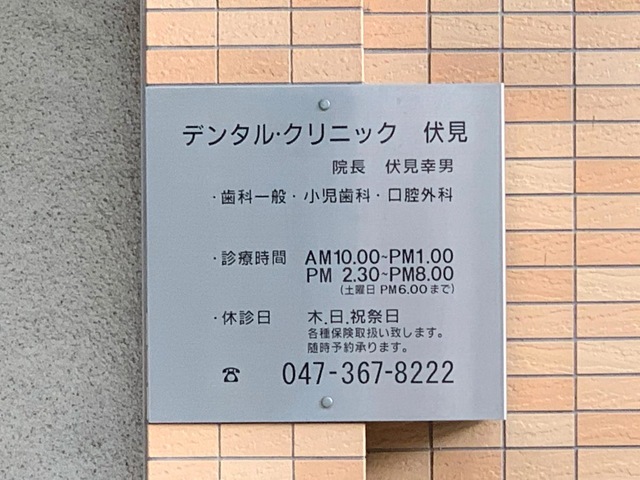 デンタル・クリニック 伏見
院長 伏見幸男
・歯科一般・小児歯科・口腔外科
・診療時間 AM10.00~PM1.00
PM 2.30~PM8.00
(土曜日 PM6.00まで)
・休診日 木.日.祝祭日
各種保険取扱い致します。
随時予約承ります。
☎ 047-367-8222